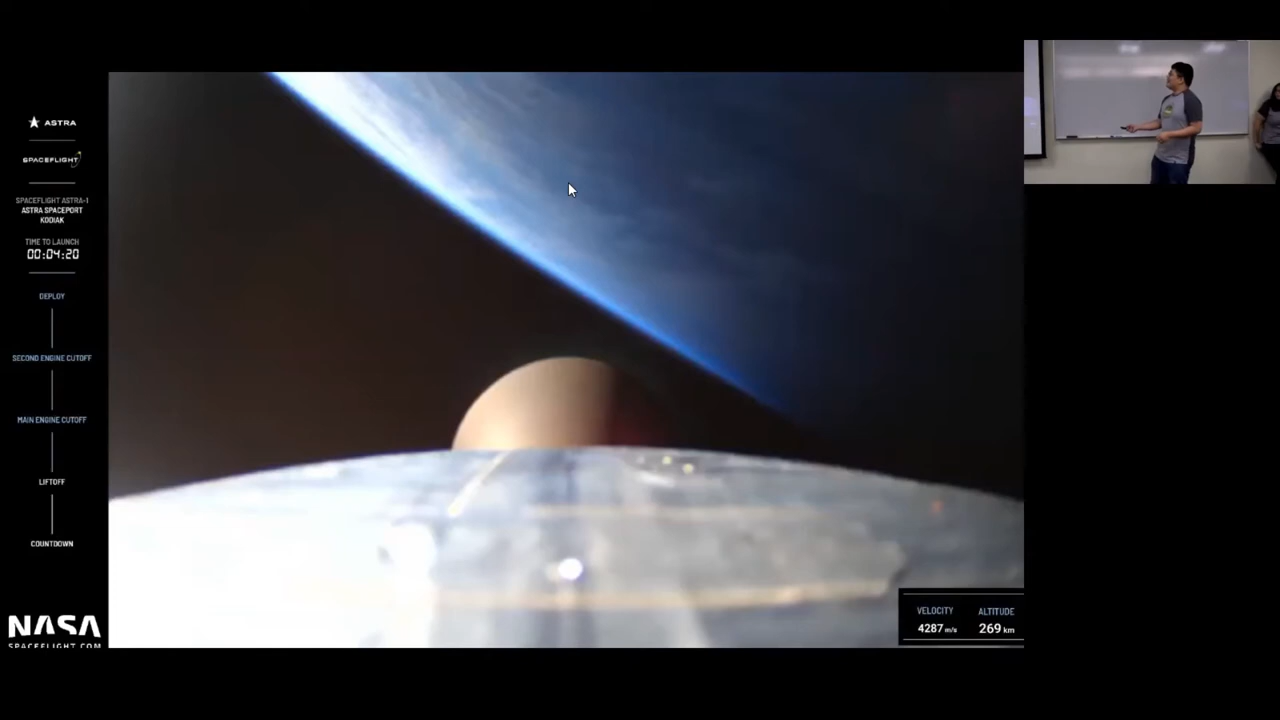 ASTRA
SPACEFLIGHT
SPACEFLIGHT ASTRA-1
ASTRA SPACEPORT
KODIAK
TIME TO LAUNCH
00:04:20
DEPLOY
SECOND ENGINE CUTOFF
MAIN ENGINE CUTOFF
LIFTOFF
COUNTDOWN
NASA
SPACEFLIGHT.COM
VELOCITY ALTITUDE
4287 m/s 269 km